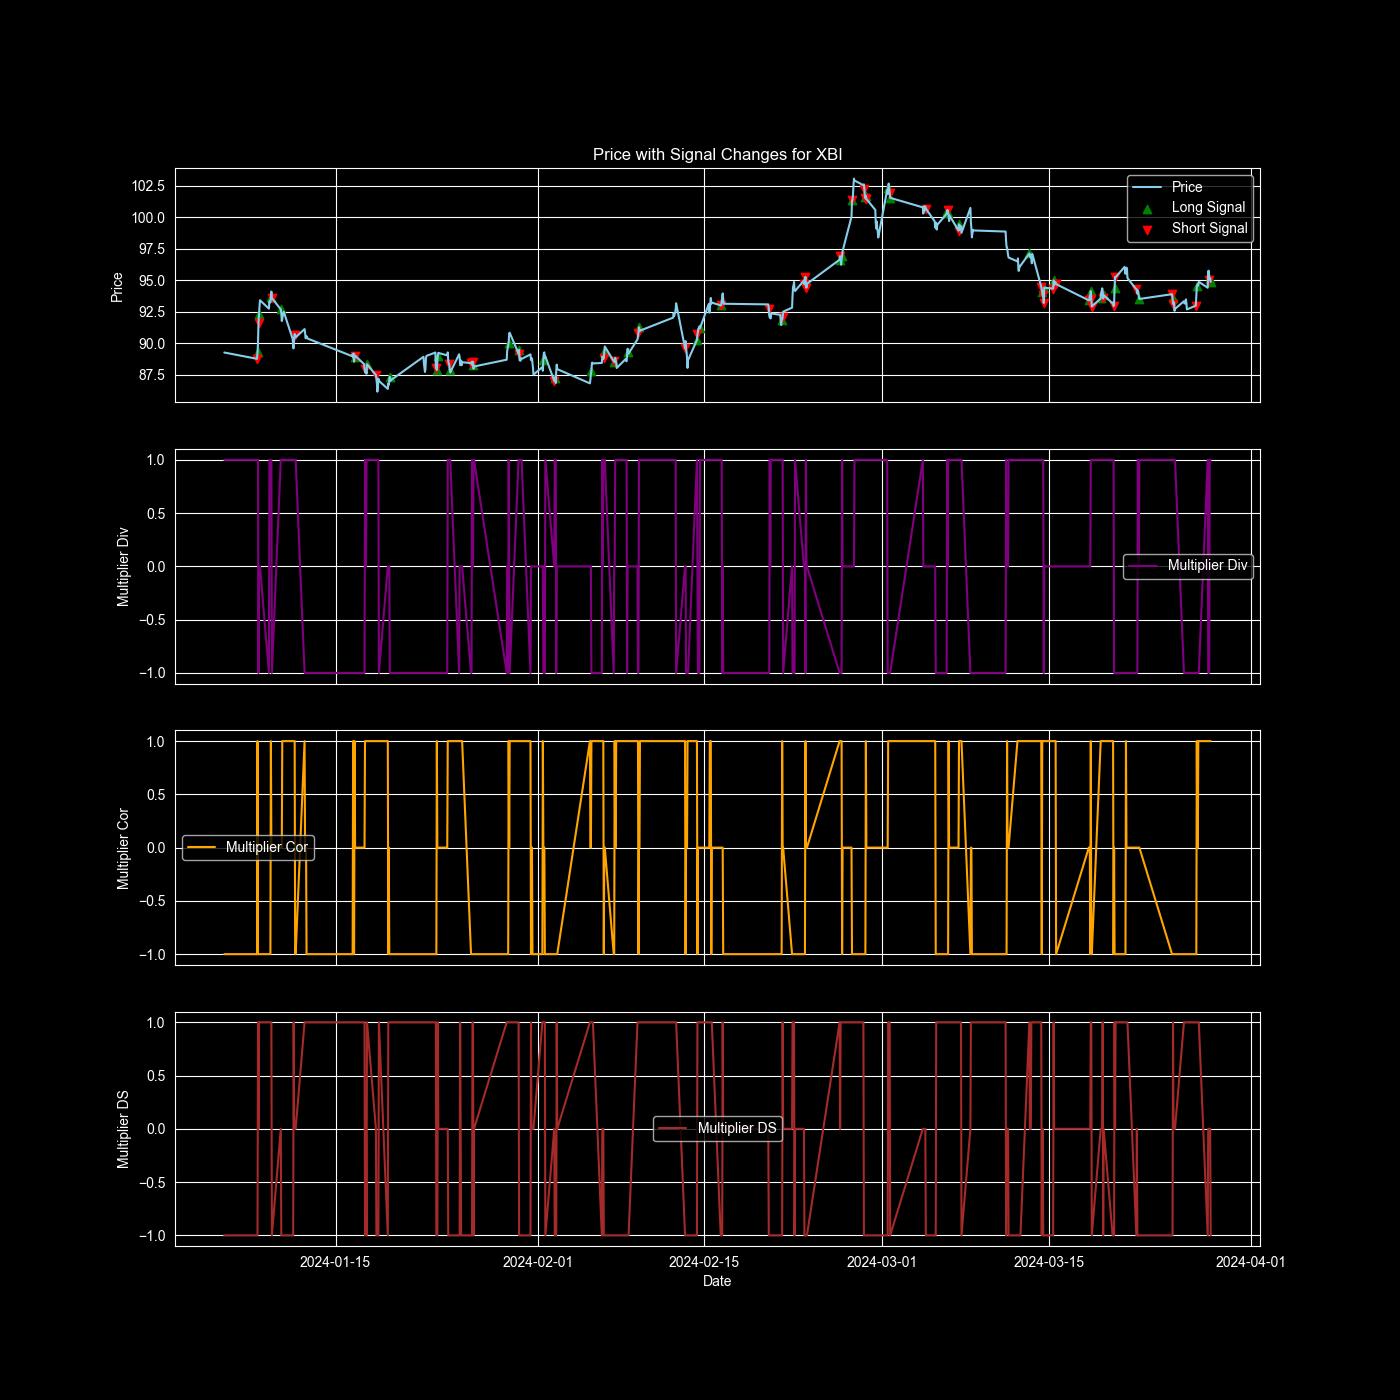 Price with Signal Changes for XBI
102.5
100.0
97.5
95.0
92.5
90.0
87.5
Price
Price
Long Signal
Short Signal
1.0
0.5
0.0
−0.5
−1.0
Multiplier Div
Multiplier Div
1.0
0.5
0.0
−0.5
−1.0
Multiplier Cor
Multiplier Cor
1.0
0.5
0.0
−0.5
−1.0
Multiplier DS
Multiplier DS
2024-01-15
2024-02-01
2024-02-15
2024-03-01
2024-03-15
2024-04-01
Date